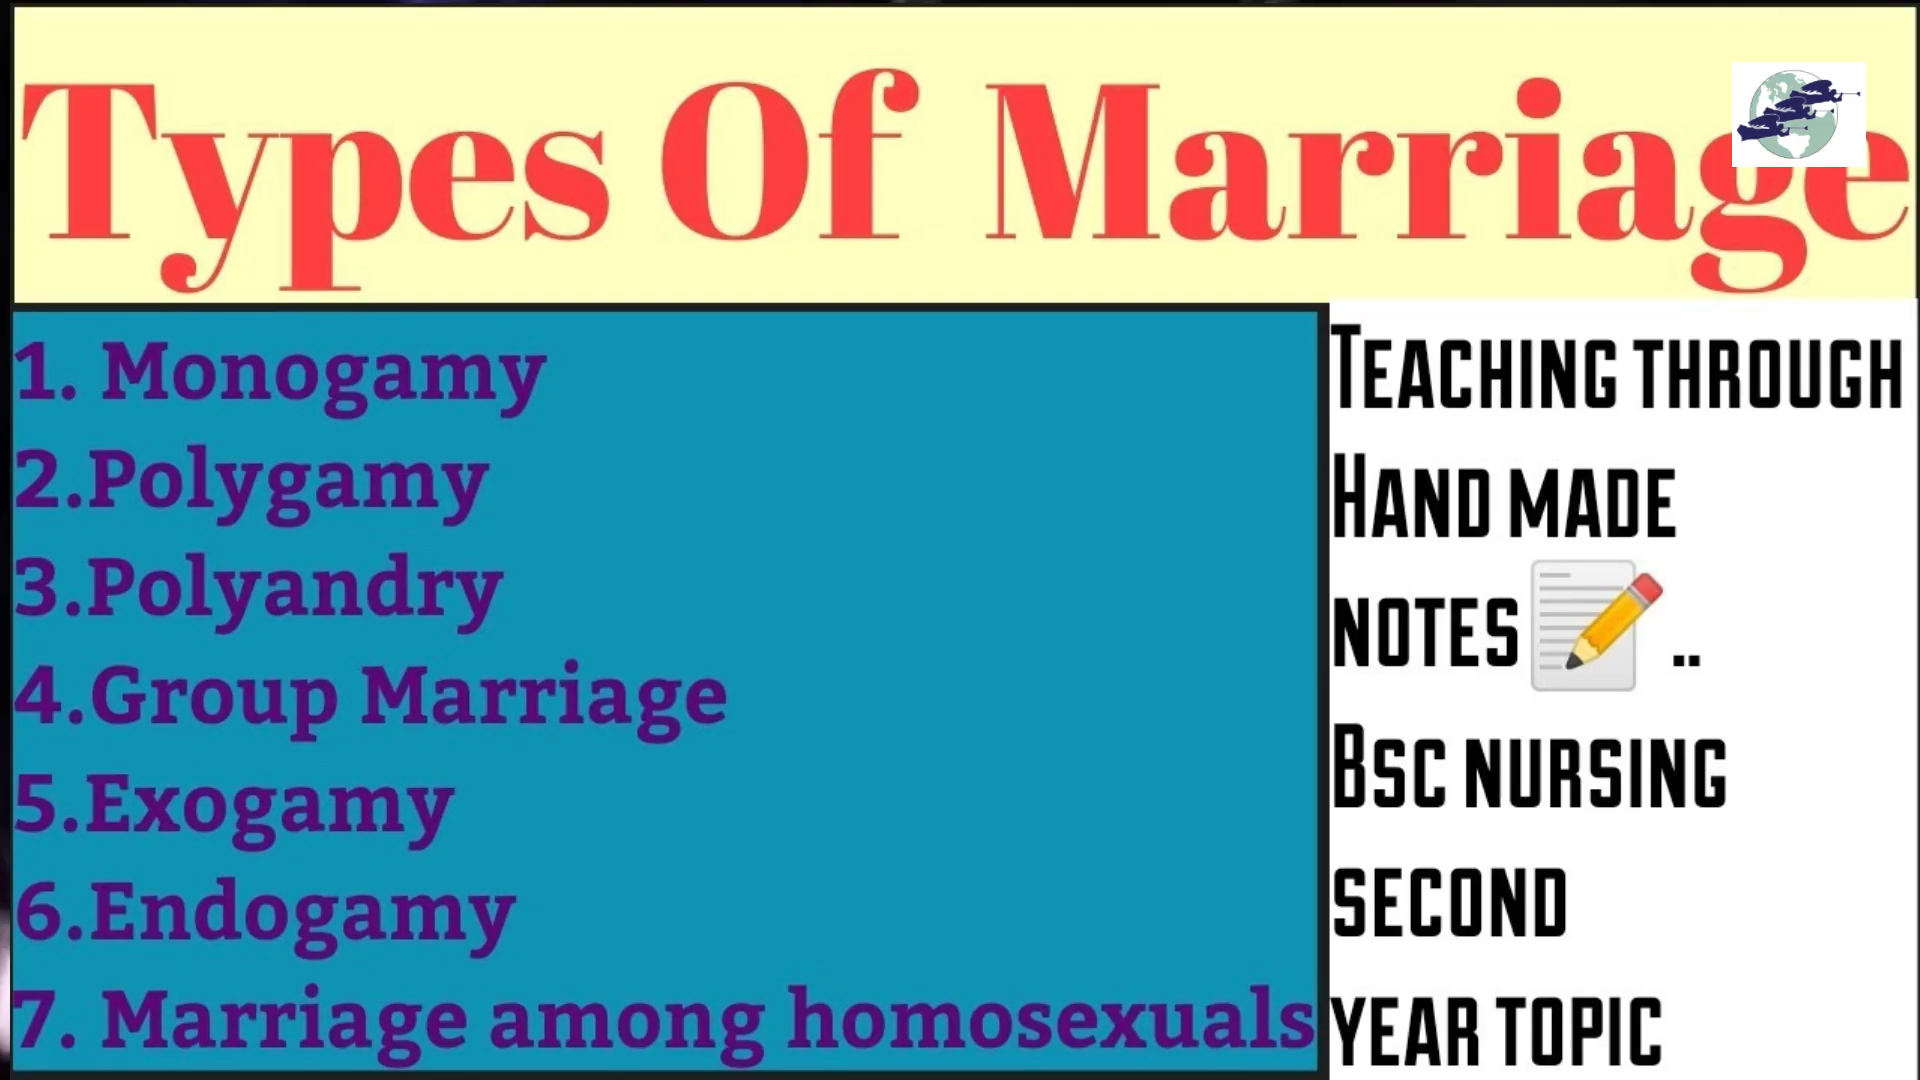 Types Of Marriage
1. Monogamy
2.Polygamy
3.Polyandry
4.Group Marriage
5.Exogamy
6.Endogamy
7. Marriage among homosexuals
Teaching through
Hand made
notes📝 ..
Bsc nursing
second
year topic